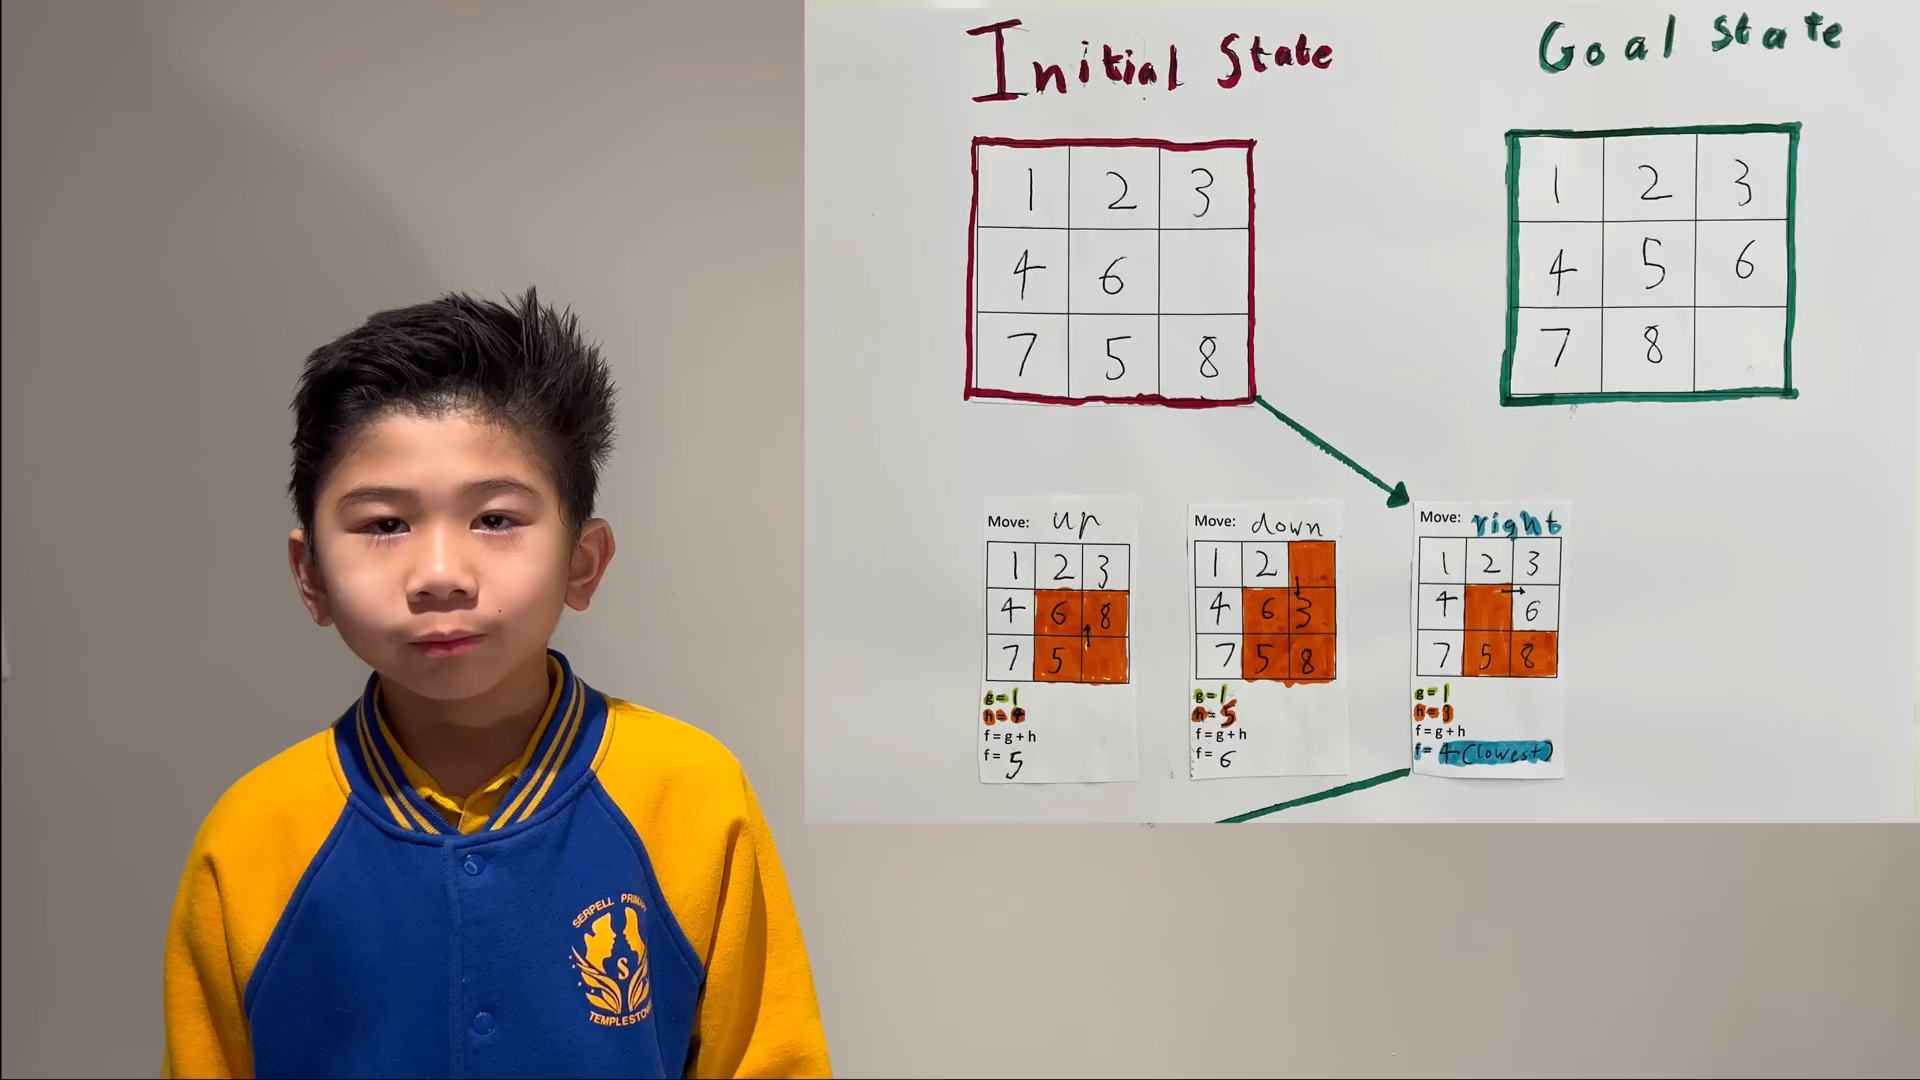 Initial State
Goal State
1 2 3
4 6
7 5 8
1 2 3
4 5 6
7 8
Move: up
1 2 3
4 6 8
7 5
g=1
h=4
f=g+h
f= 5
Move: down
1 2
4 6 3
7 5 8
g=1
h=5
f=g+h
f= 6
Move: right
1 2 3
4 6
7 5 8
g=1
h=3
f=g+h
f= 4 (lowest)
SERPELL PRIMARY
S